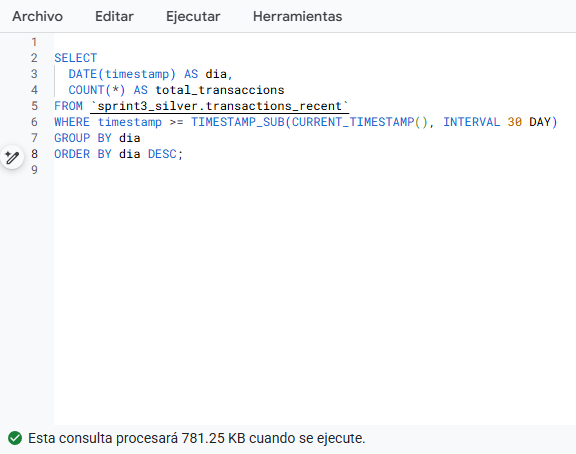 Archivo Editar Ejecutar Herramientas
1
2 SELECT
3 DATE(timestamp) AS dia,
4 COUNT(*) AS total_transaccions
5 FROM `sprint3_silver.transactions_recent`
6 WHERE timestamp >= TIMESTAMP_SUB(CURRENT_TIMESTAMP(), INTERVAL 30 DAY)
7 GROUP BY dia
8 ORDER BY dia DESC;
9
Esta consulta procesará 781.25 KB cuando se ejecute.